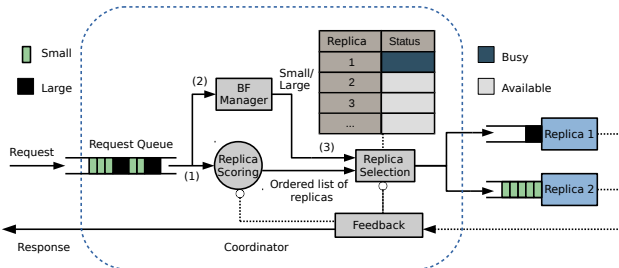 Small
Large
Replica Status
1
2
3
...
Busy
Available
(2)
BF
Manager
Small/
Large
Request Queue
Request
(1)
Replica
Scoring
(3)
Replica
Selection
Ordered list of
replicas
Replica 1
Replica 2
Feedback
Response
Coordinator